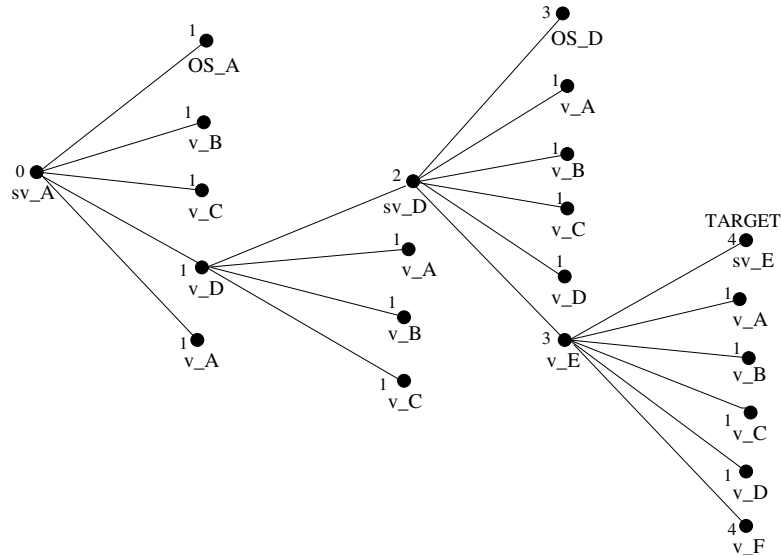 1
OS_A
1
v_B
0
sv_A
1
v_C
1
v_D
1
v_A
2
sv_D
1
v_A
1
v_B
1
v_C
3
OS_D
1
v_A
1
v_B
1
v_C
1
v_D
3
v_E
TARGET
4
sv_E
1
v_A
1
v_B
1
v_C
1
v_D
4
v_F